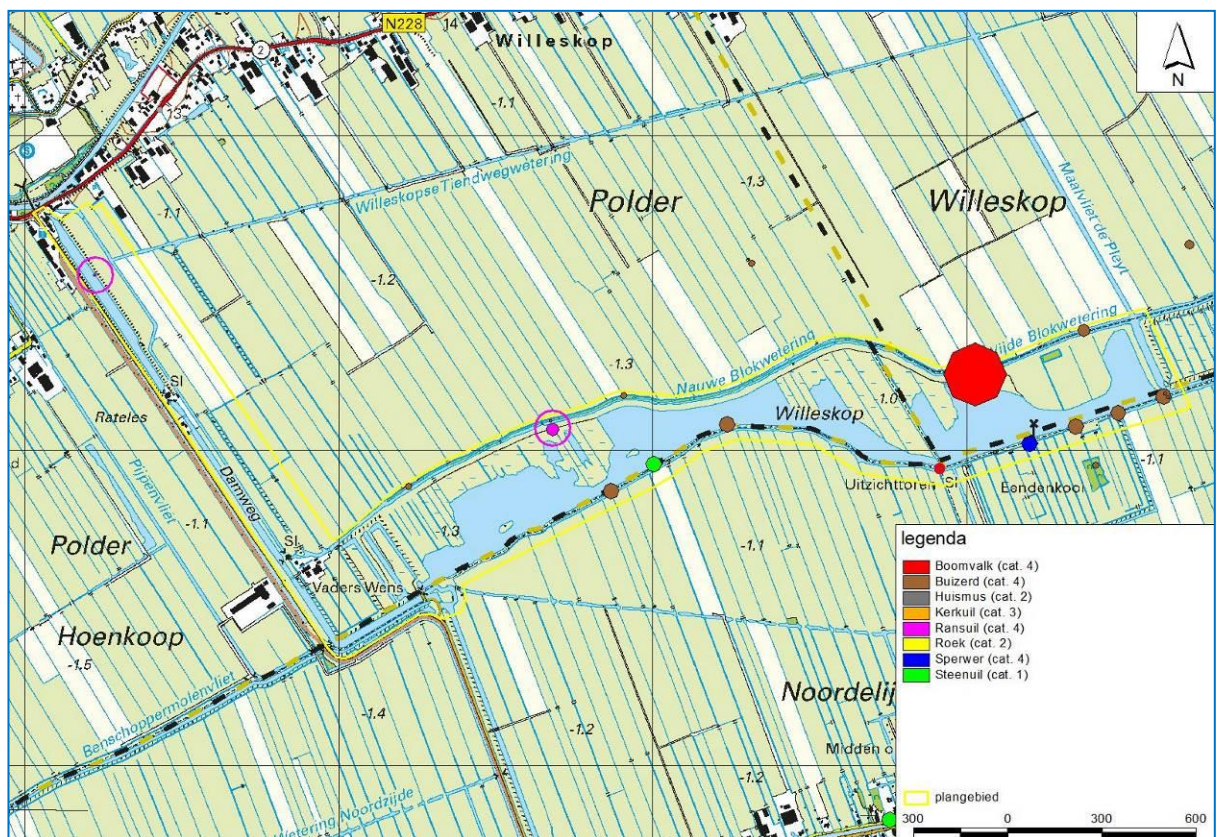 N228
14
Willeskop
2
13
-1.1
N
Willeskopse Tiendwegwetering
-1.3
Polder
Willeskop
Maalvliet de Pleyt
-1.1
-1.2
-1.3
Nauwe Blokwetering
Wijde Blokwetering
Sl.
Rateles
Willeskop
1.0
d
Pijpenvliet
Damweg
Uitzichttoren
Sl.
Eendenkooi
-1.1
-1.1
-1.3
-1.1
Polder
Sl.
Vaders Wens
Hoenkoop
-1.5
Benschoppermolenvliet
-1.4
-1.2
Noordelij
Midden o
-1.2
Wetering Noordzijde
legenda
Boomvalk (cat. 4)
Buizerd (cat. 4)
Huismus (cat. 2)
Kerkuil (cat. 3)
Ransuil (cat. 4)
Roek (cat. 2)
Sperwer (cat. 4)
Steenuil (cat. 1)
plangebied
300 0 300 600